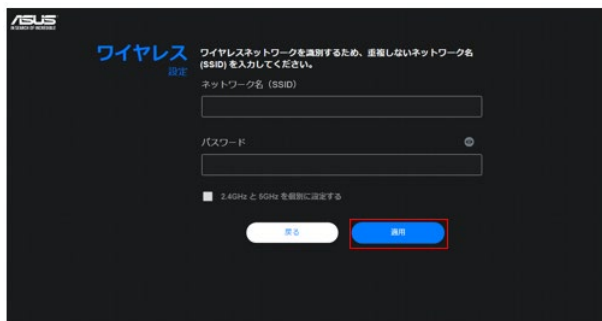 ASUS
IN SEARCH OF INCREDIBLE
ワイヤレス
設定
ワイヤレスネットワークを識別するため、重複しないネットワーク名
(SSID) を入力してください。
ネットワーク名（SSID）
パスワード
2.4GHz と 5GHz を個別に設定する
戻る
適用